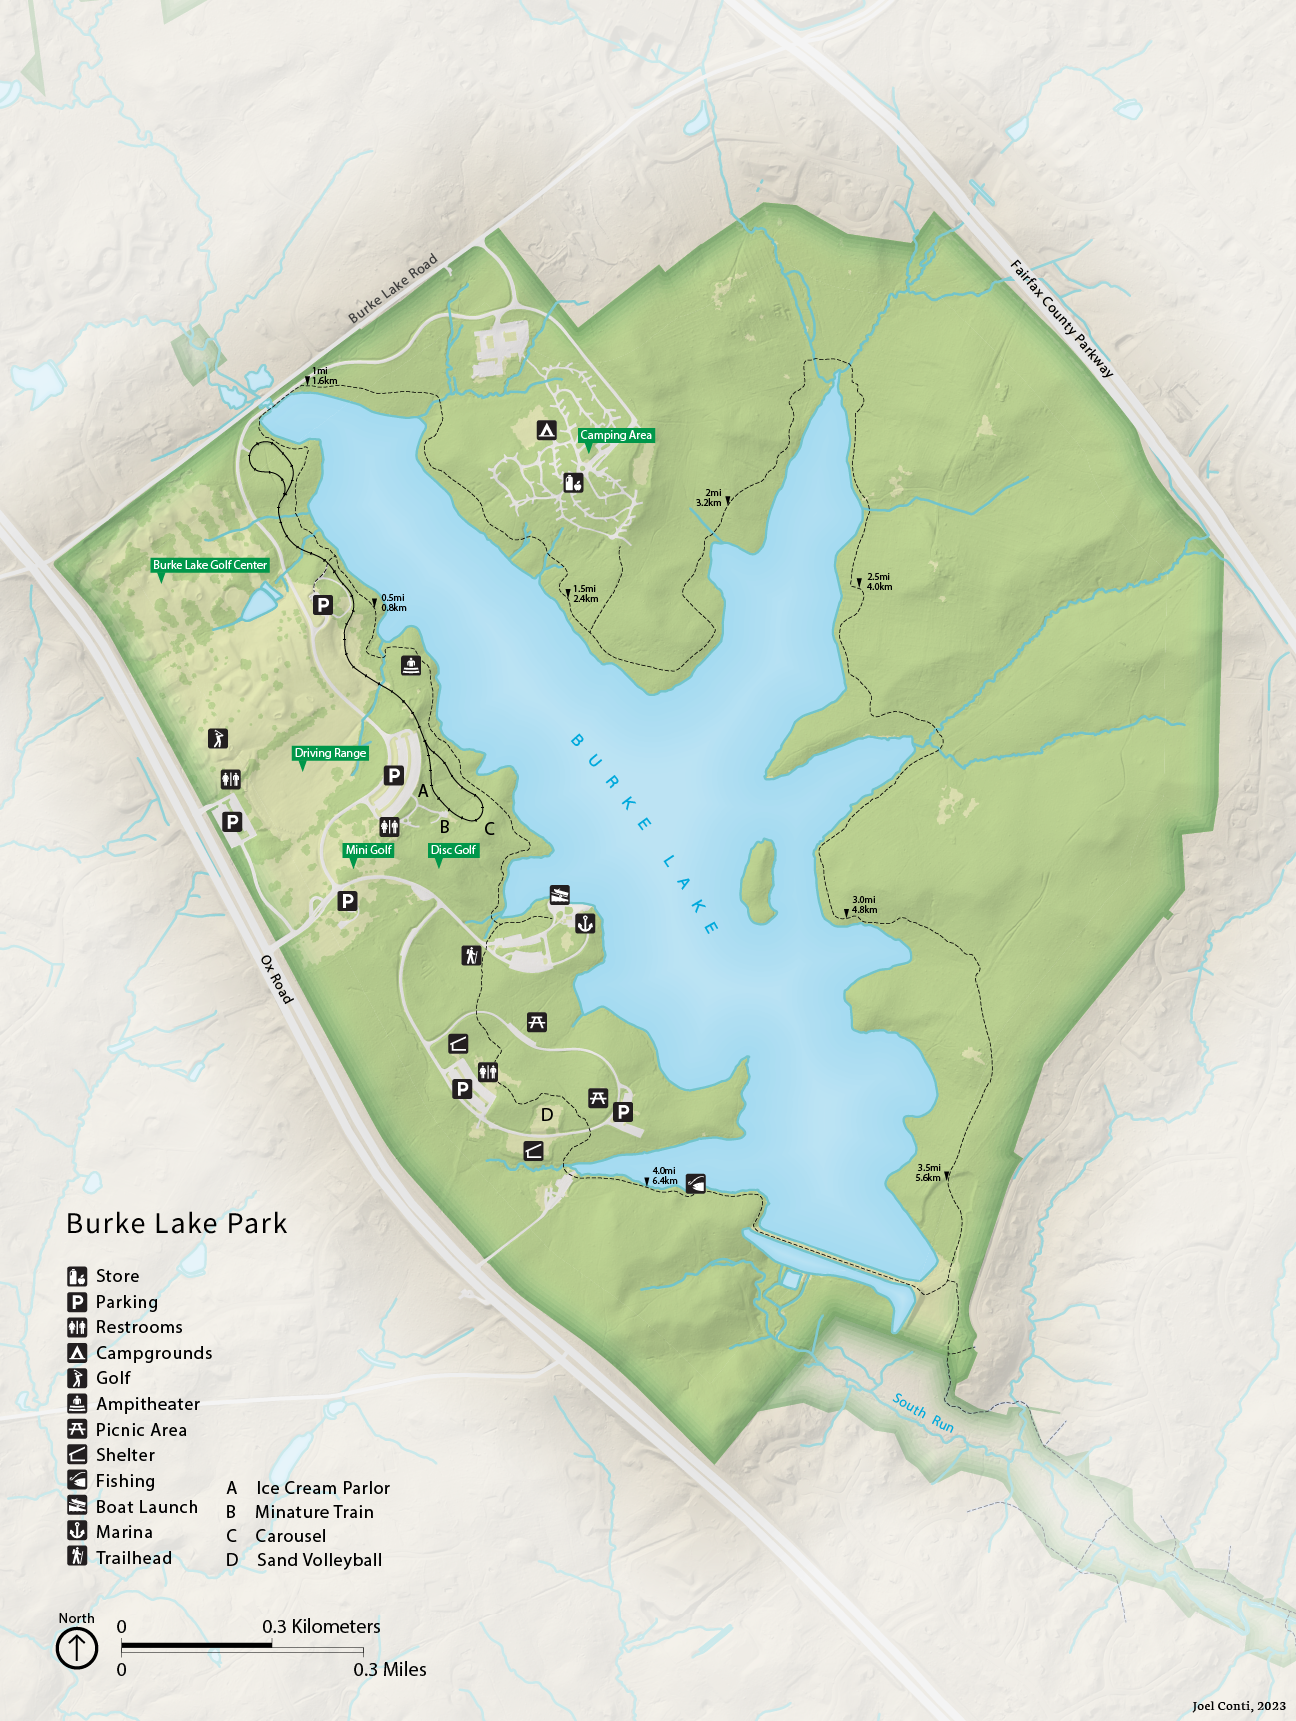 Burke Lake Road
Fairfax County Parkway
1mi
1.6km
Camping Area
2mi
3.2km
Burke Lake Golf Center
0.5mi
0.8km
1.5mi
2.4km
2.5mi
4.0km
P
BURKE LAKE
Driving Range
P
A
P
B
C
Mini Golf
Disc Golf
P
3.0mi
4.8km
Ox Road
P
D
P
4.0mi
6.4km
3.5mi
5.6km
South Run
Burke Lake Park
Store
P Parking
Restrooms
Campgrounds
Golf
Ampitheater
Picnic Area
Shelter
Fishing
Boat Launch
Marina
Trailhead
A Ice Cream Parlor
B Minature Train
C Carousel
D Sand Volleyball
North
0 0.3 Kilometers
0 0.3 Miles
Joel Conti, 2023